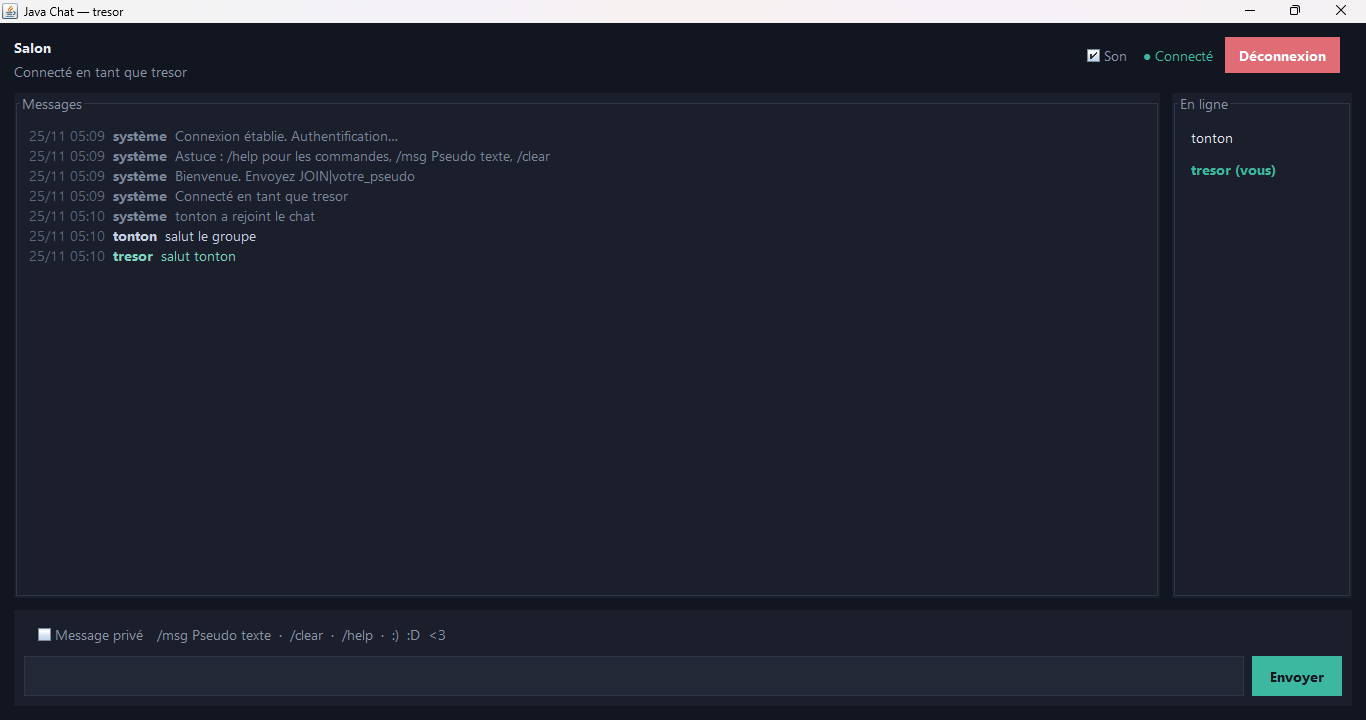 Java Chat — tresor
Salon
Connecté en tant que tresor
Son
• Connecté
Déconnexion
Messages
25/11 05:09 système Connexion établie. Authentification...
25/11 05:09 système Astuce : /help pour les commandes, /msg Pseudo texte, /clear
25/11 05:09 système Bienvenue. Envoyez JOIN|votre_pseudo
25/11 05:09 système Connecté en tant que tresor
25/11 05:10 système tonton a rejoint le chat
25/11 05:10 tonton salut le groupe
25/11 05:10 tresor salut tonton
En ligne
tonton
tresor (vous)
Message privé /msg Pseudo texte · /clear · /help · :) :D <3
Envoyer